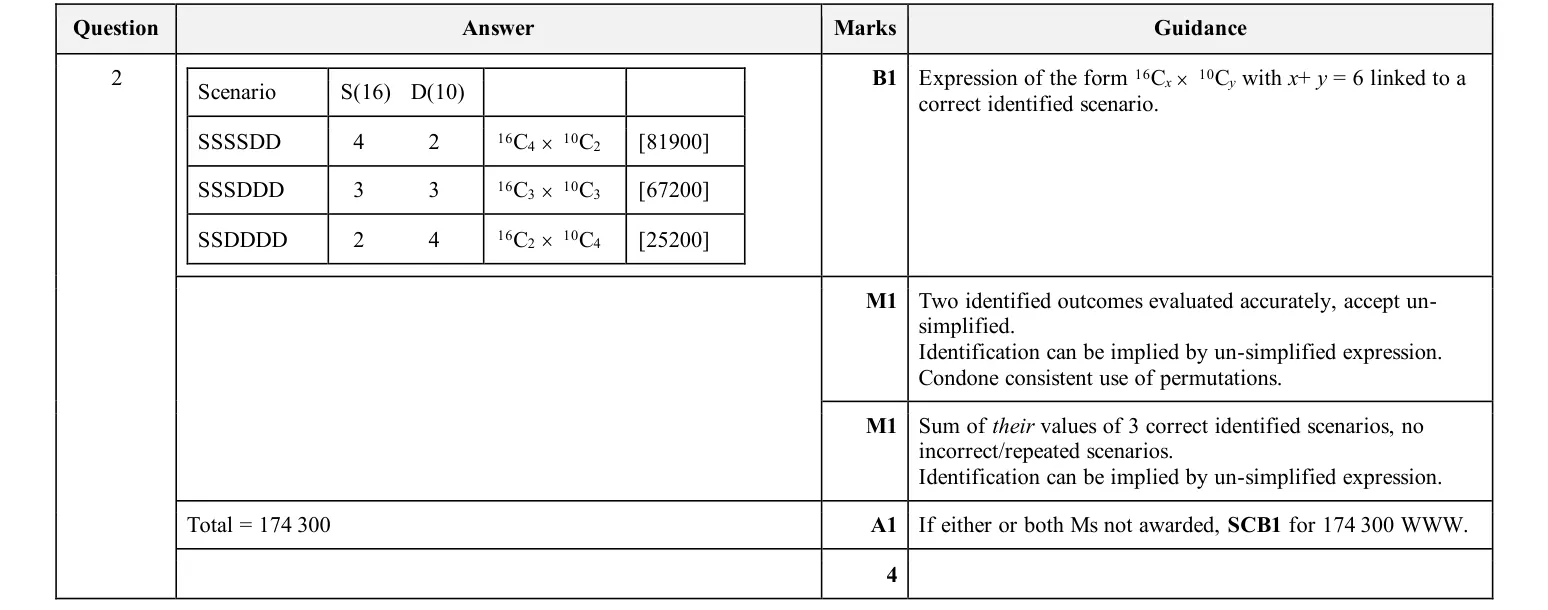 Question Answer Marks Guidance
2 Scenario S(16) D(10) B1 Expression of the form ¹⁶Cₓ × ¹⁰Cᵧ with x+ y = 6 linked to a
correct identified scenario.
SSSSDD 4 2 ¹⁶C₄ × ¹⁰C₂ [81900]
SSSDDD 3 3 ¹⁶C₃ × ¹⁰C₃ [67200]
SSDDDD 2 4 ¹⁶C₂ × ¹⁰C₄ [25200]
M1 Two identified outcomes evaluated accurately, accept un-
simplified.
Identification can be implied by un-simplified expression.
Condone consistent use of permutations.
M1 Sum of their values of 3 correct identified scenarios, no
incorrect/repeated scenarios.
Identification can be implied by un-simplified expression.
Total = 174 300 A1 If either or both Ms not awarded, SCB1 for 174 300 WWW.
4